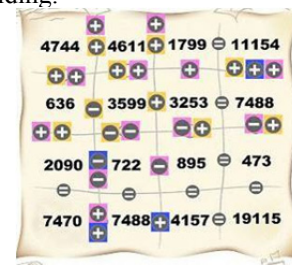 + +
4744 + 4611 + 1799 = 11154
+ + + + + + + +
636 - 3599 + 3253 = 7488
+ + - - - + - +
2090 - 722 - 895 = 473
-
= = = =
+
7470 + 7488 + 4157 = 19115